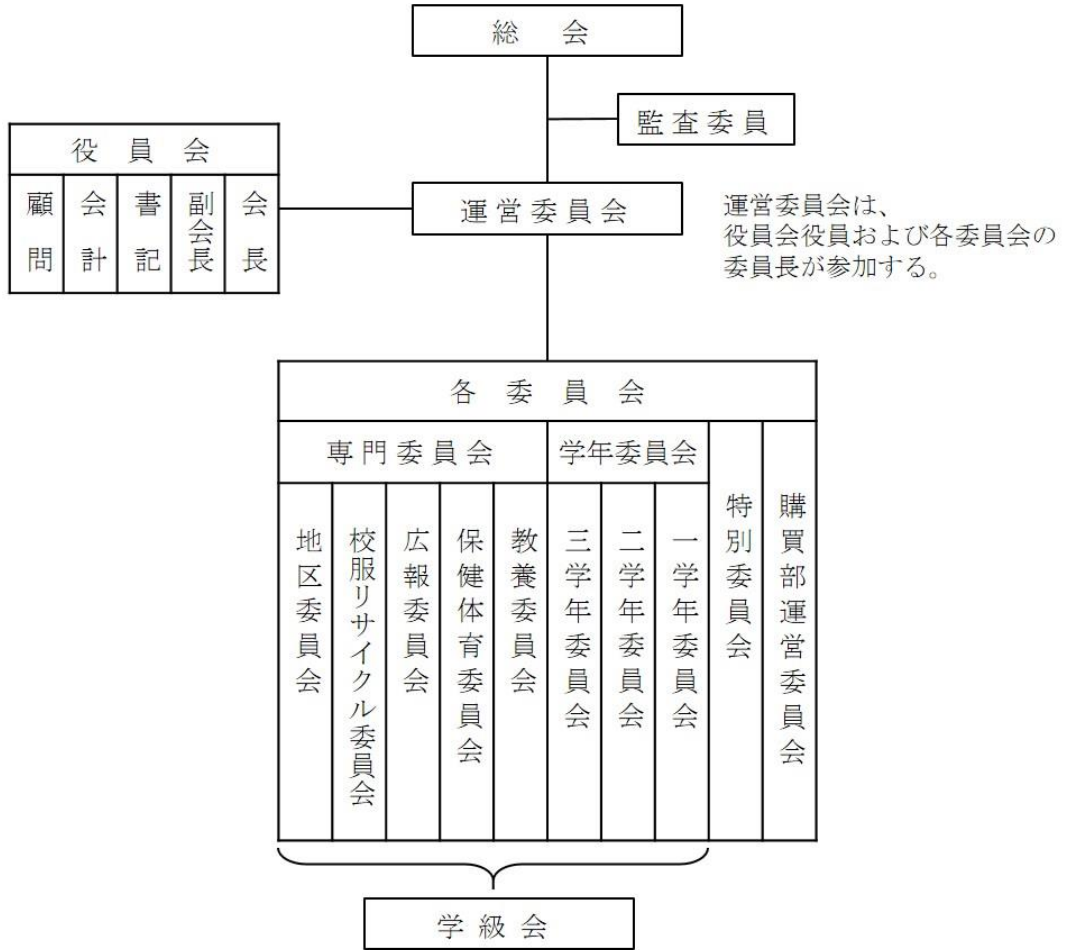 総会
監査委員
役員会
会長
副会長
書記
会計
顧問
運営委員会
運営委員会は、
役員会役員および各委員会の
委員長が参加する。
各委員会
専門委員会
学年委員会
購買部運営委員会
特別委員会
一学年委員会
二学年委員会
三学年委員会
教養委員会
保健体育委員会
広報委員会
校服リサイクル委員会
地区委員会
学級会